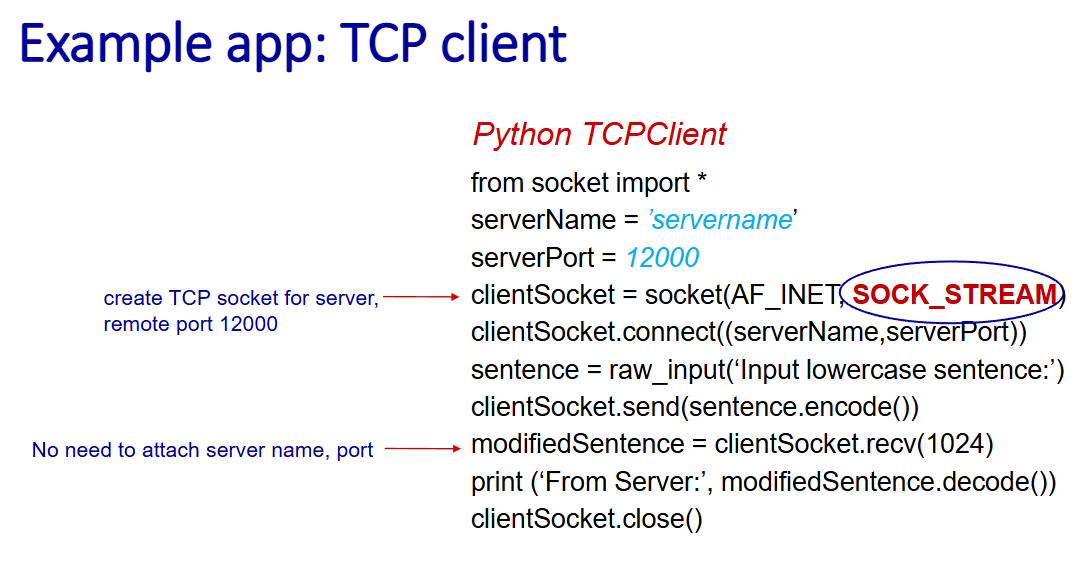 Example app: TCP client
Python TCPClient
from socket import *
serverName = ’servername’
serverPort = 12000
create TCP socket for server,
remote port 12000
clientSocket = socket(AF_INET, SOCK_STREAM)
clientSocket.connect((serverName,serverPort))
sentence = raw_input(‘Input lowercase sentence:’)
clientSocket.send(sentence.encode())
No need to attach server name, port
modifiedSentence = clientSocket.recv(1024)
print (‘From Server:’, modifiedSentence.decode())
clientSocket.close()